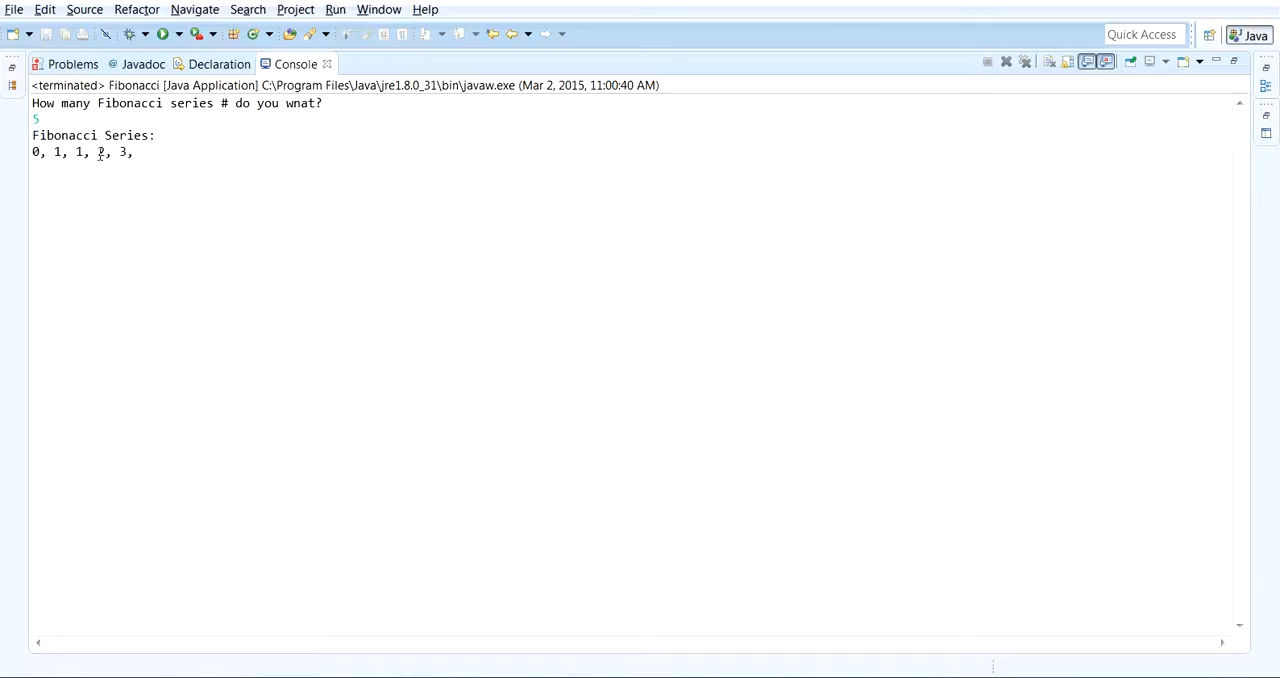 File Edit Source Refactor Navigate Search Project Run Window Help
Quick Access Java
Problems @ Javadoc Declaration Console
<terminated> Fibonacci [Java Application] C:\Program Files\Java\jre1.8.0_31\bin\javaw.exe (Mar 2, 2015, 11:00:40 AM)
How many Fibonacci series # do you wnat?
5
Fibonacci Series:
0, 1, 1, 2, 3,